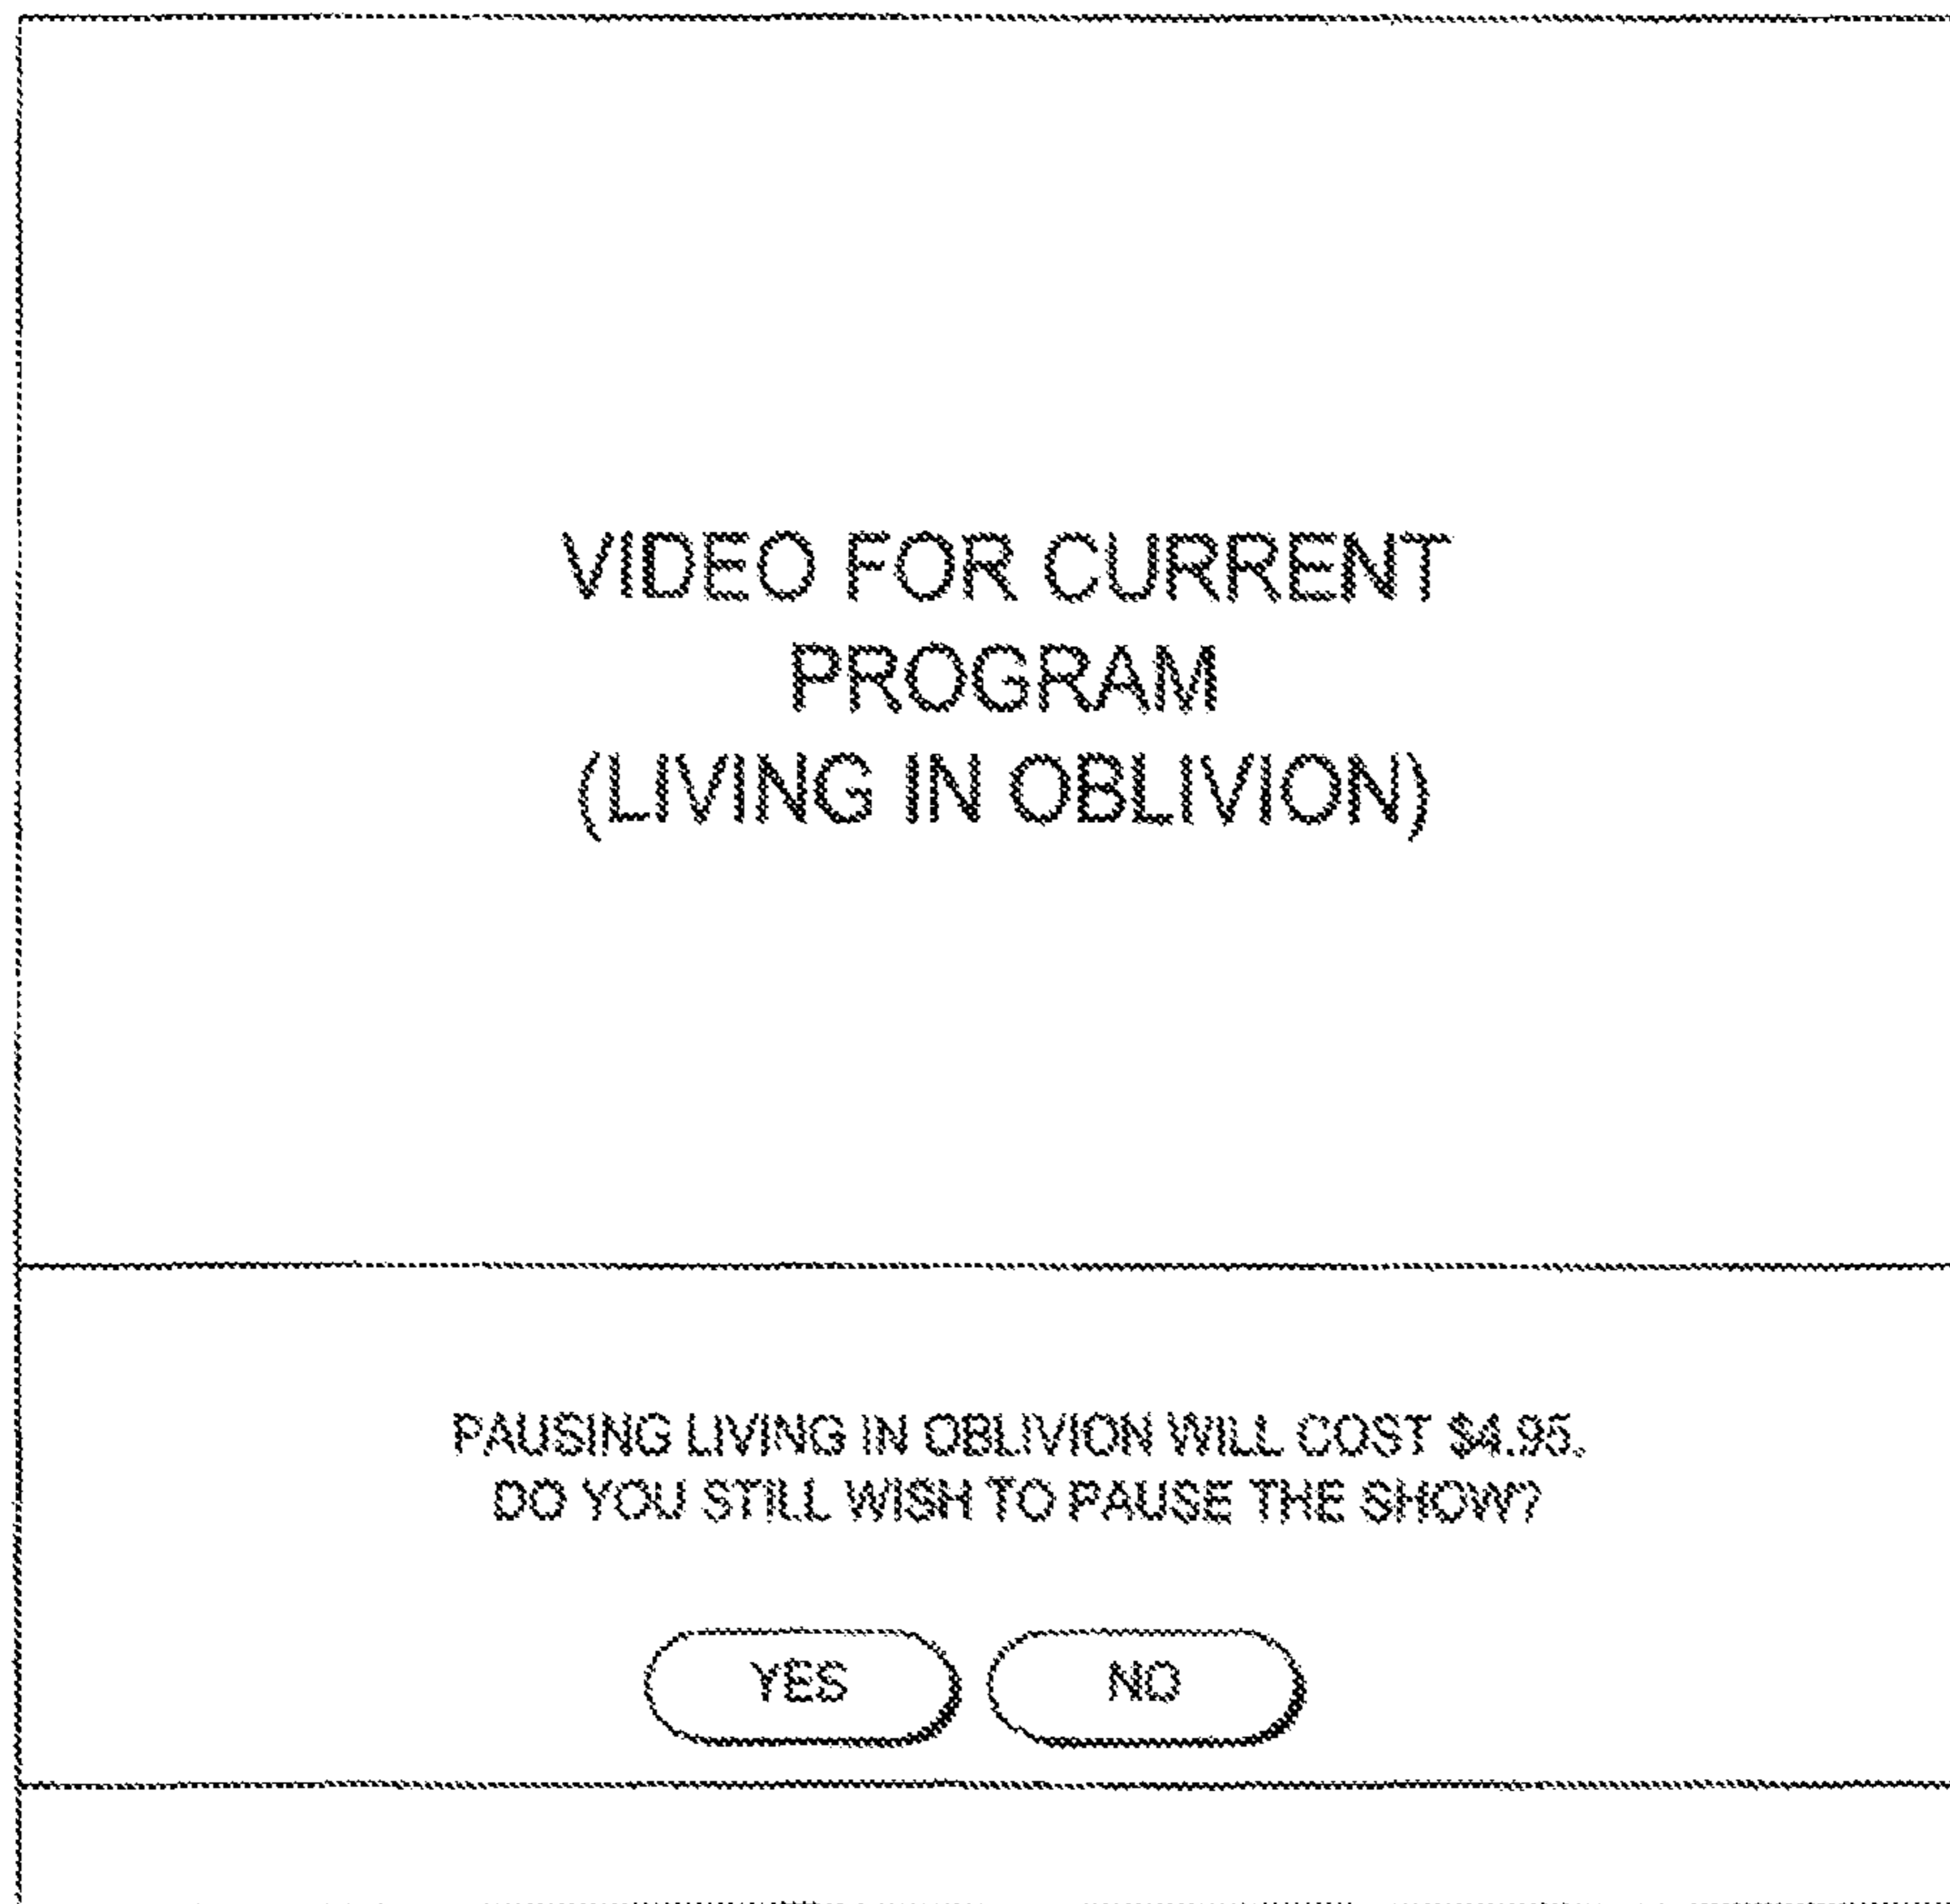 VIDEO FOR CURRENT
PROGRAM
(LIVING IN OBLIVION)
PAUSING LIVING IN OBLIVION WILL COST $4.95.
DO YOU STILL WISH TO PAUSE THE SHOW?
YES NO